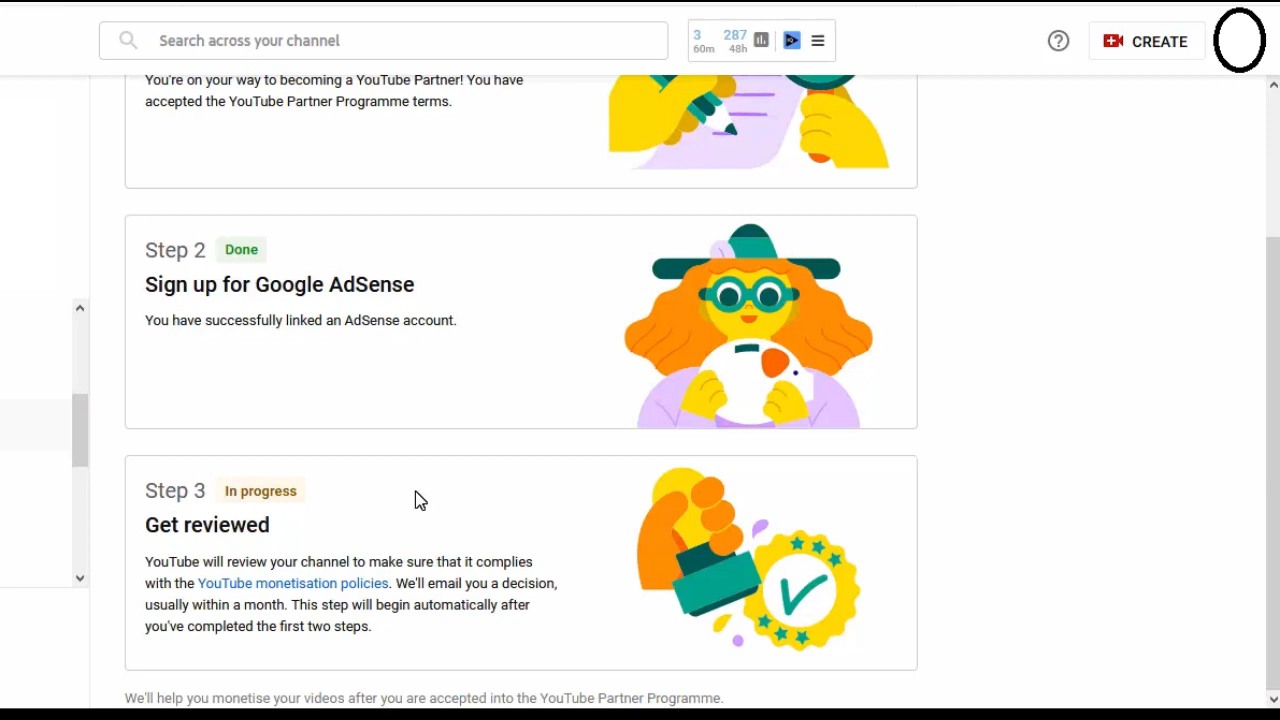 Search across your channel
3 287
60m 48h
CREATE
You're on your way to becoming a YouTube Partner! You have
accepted the YouTube Partner Programme terms.
Step 2 Done
Sign up for Google AdSense
You have successfully linked an AdSense account.
Step 3 In progress
Get reviewed
YouTube will review your channel to make sure that it complies
with the YouTube monetisation policies. We'll email you a decision,
usually within a month. This step will begin automatically after
you've completed the first two steps.
We'll help you monetise your videos after you are accepted into the YouTube Partner Programme.